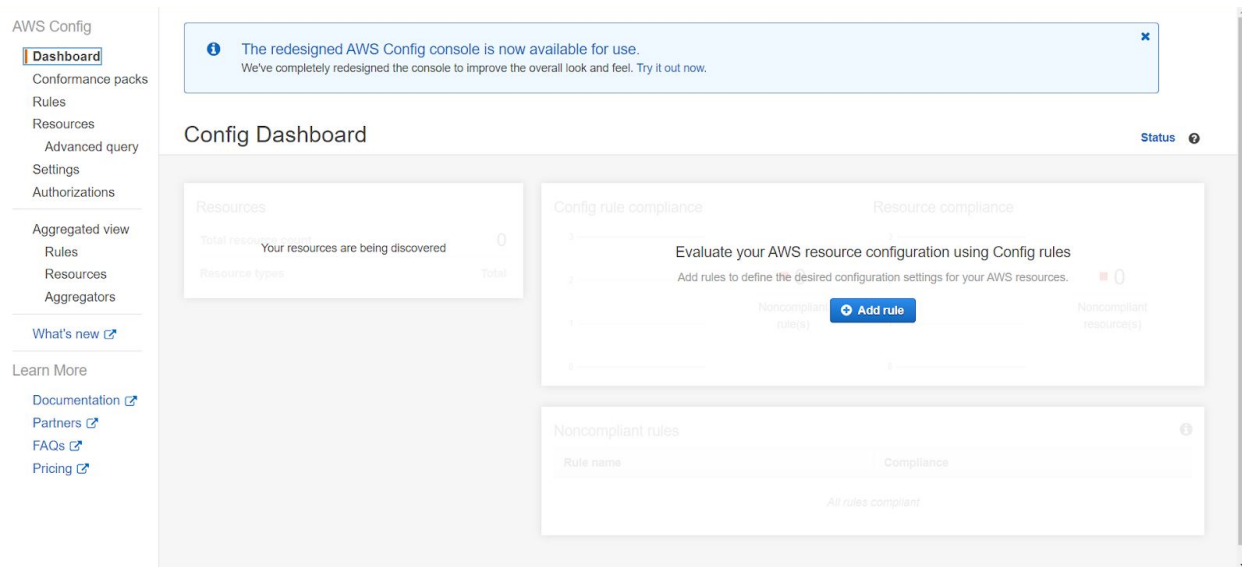 AWS Config
Dashboard
Conformance packs
Rules
Resources
Advanced query
Settings
Authorizations
Aggregated view
Rules
Resources
Aggregators
What's new
Learn More
Documentation
Partners
FAQs
Pricing
The redesigned AWS Config console is now available for use.
We've completely redesigned the console to improve the overall look and feel. Try it out now.
Config Dashboard
Status
Resources
Total resource count 0
Your resources are being discovered
Resource types Total
Config rule compliance Resource compliance
Evaluate your AWS resource configuration using Config rules
Add rules to define the desired configuration settings for your AWS resources.
0 0
Noncompliant rule(s)
Add rule
Noncompliant resource(s)
Noncompliant rules
Rule name Compliance
All rules compliant